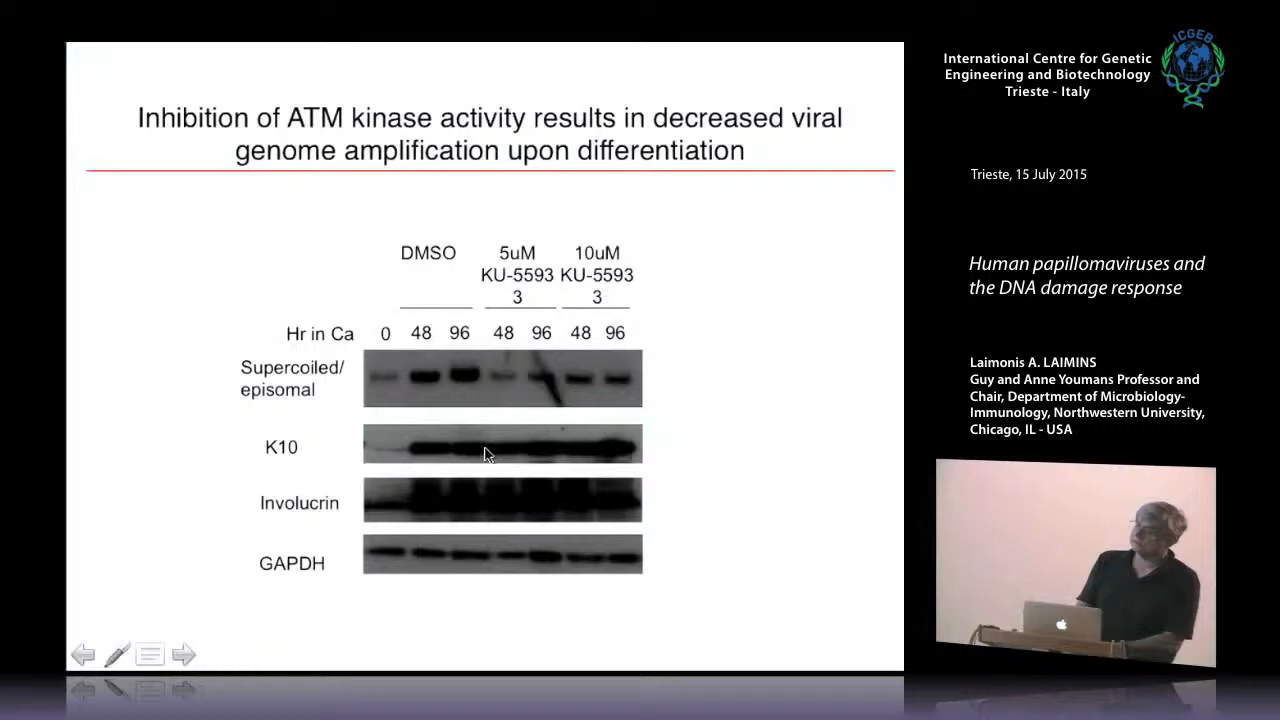 Inhibition of ATM kinase activity results in decreased viral
genome amplification upon differentiation
DMSO
5uM
KU-5593
3
10uM
KU-5593
3
Hr in Ca 0 48 96 48 96 48 96
Supercoiled/
episomal
K10
Involucrin
GAPDH
ICGEB
International Centre for Genetic
Engineering and Biotechnology
Trieste - Italy
Trieste, 15 July 2015
Human papillomaviruses and
the DNA damage response
Laimonis A. LAIMINS
Guy and Anne Youmans Professor and
Chair, Department of Microbiology-
Immunology, Northwestern University,
Chicago, IL - USA